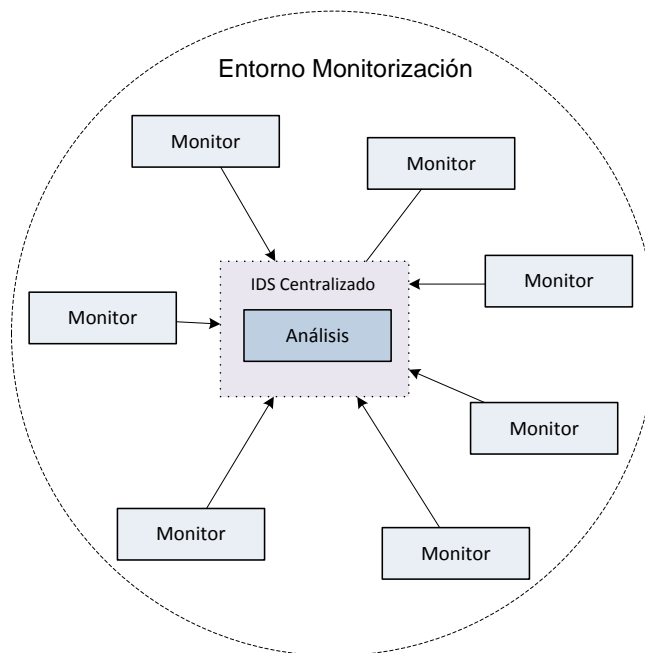 Entorno Monitorización
Monitor
Monitor
IDS Centralizado
Monitor
Monitor
Análisis
Monitor
Monitor
Monitor